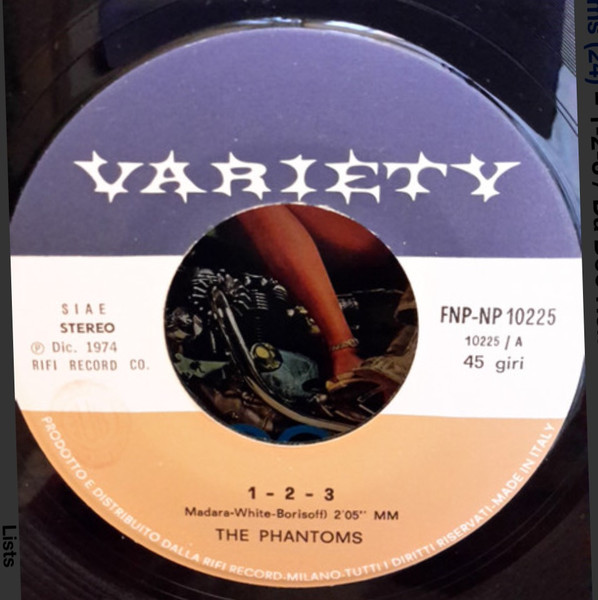 VARIETY
SIAE
STEREO
℗ Dic. 1974
RIFI RECORD CO.
FNP-NP 10225
10225 / A
45 giri
1 - 2 - 3
Madara-White-Borisoff) 2'05'' MM
THE PHANTOMS
PRODOTTO E DISTRIBUITO DALLA RIFI RECORD-MILANO-TUTTI I DIRITTI RISERVATI-MADE IN ITALY
Lists